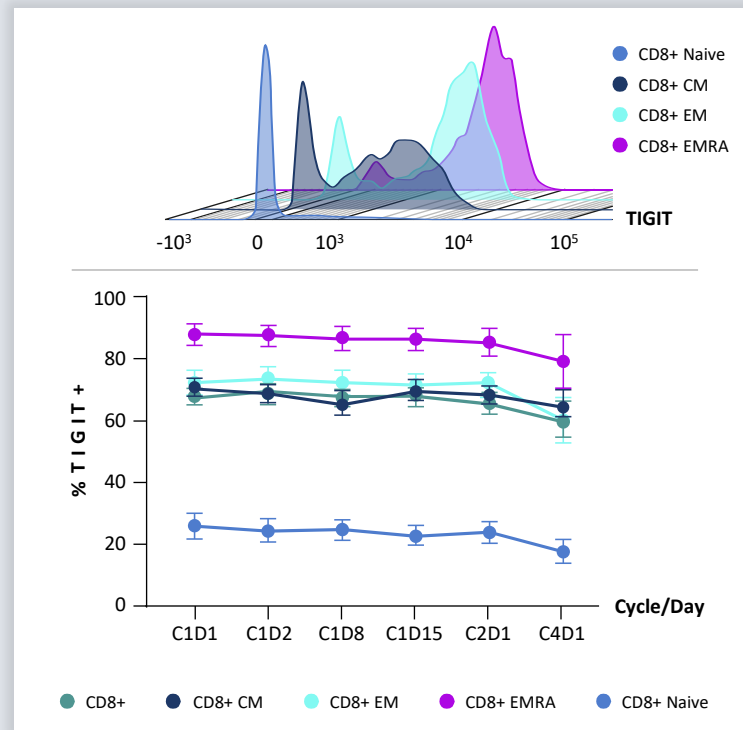 CD8+ Naive
CD8+ CM
CD8+ EM
CD8+ EMRA
TIGIT
-10³ 0 10³ 10⁴ 10⁵
100
80
60
40
20
0
% T I G I T +
Cycle/Day
C1D1 C1D2 C1D8 C1D15 C2D1 C4D1
CD8+ CD8+ CM CD8+ EM CD8+ EMRA CD8+ Naive